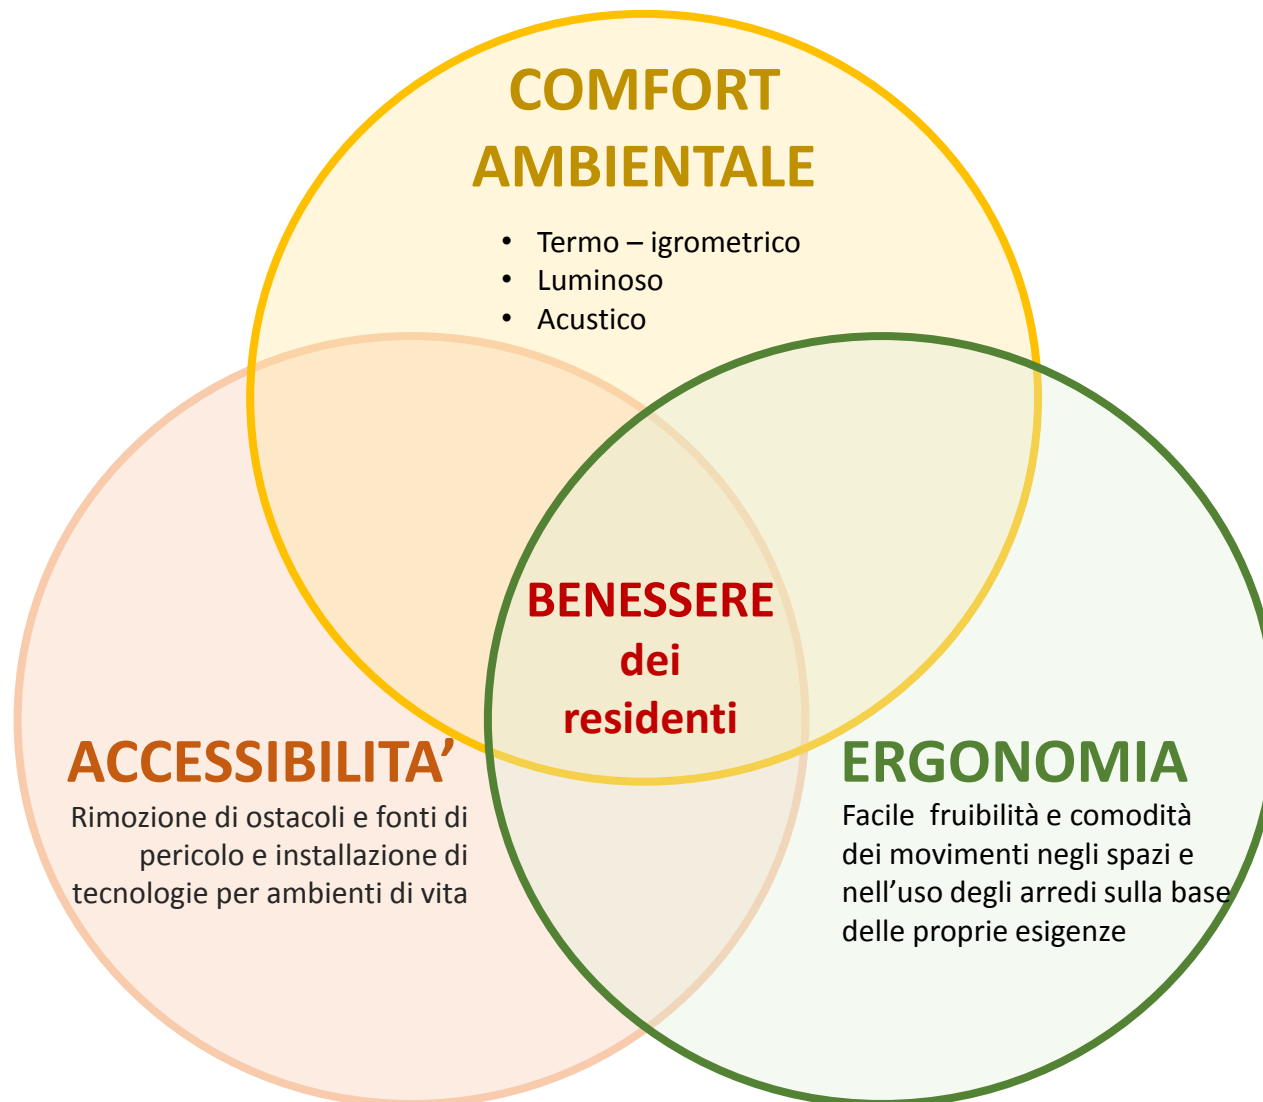 COMFORT
AMBIENTALE
• Termo – igrometrico
• Luminoso
• Acustico
BENESSERE
dei
residenti
ACCESSIBILITA’
Rimozione di ostacoli e fonti di
pericolo e installazione di
tecnologie per ambienti di vita
ERGONOMIA
Facile fruibilità e comodità
dei movimenti negli spazi e
nell’uso degli arredi sulla base
delle proprie esigenze